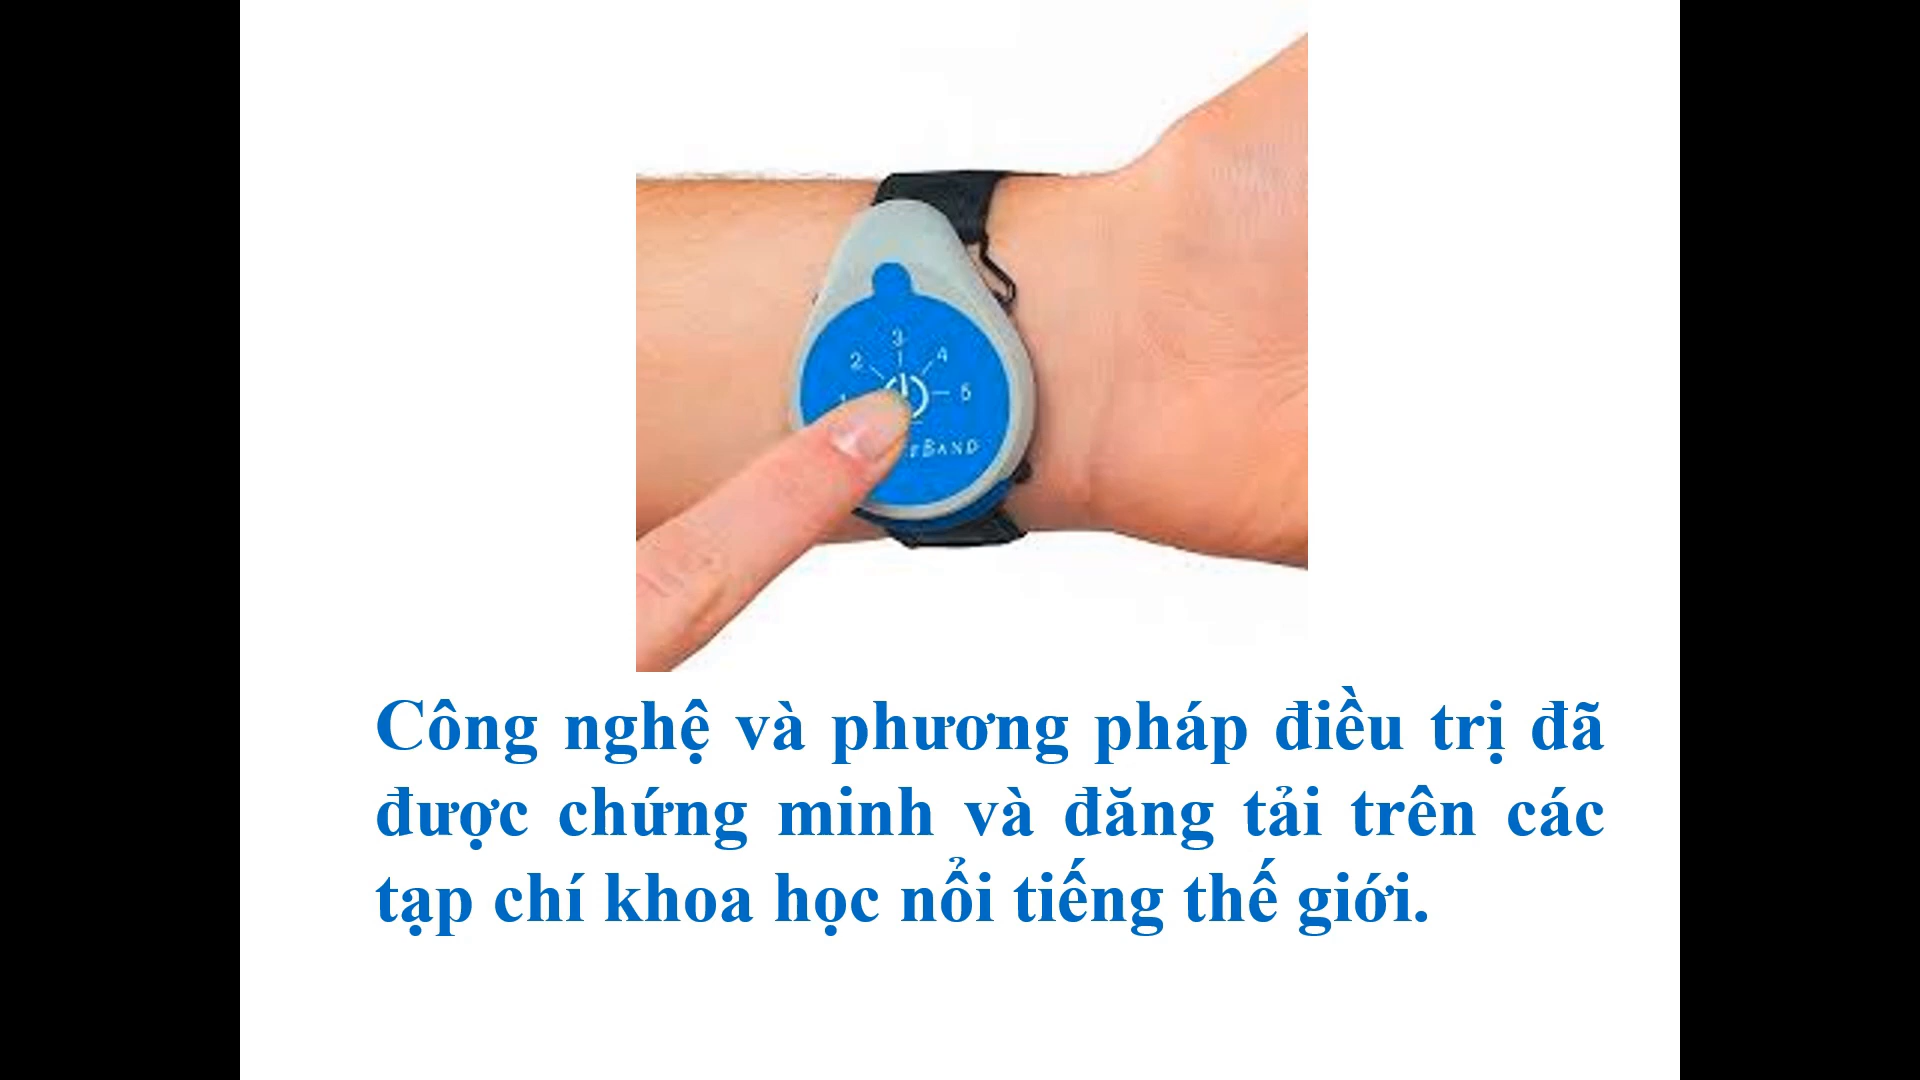 3
2 4
5
Công nghệ và phương pháp điều trị đã
được chứng minh và đăng tải trên các
tạp chí khoa học nổi tiếng thế giới.